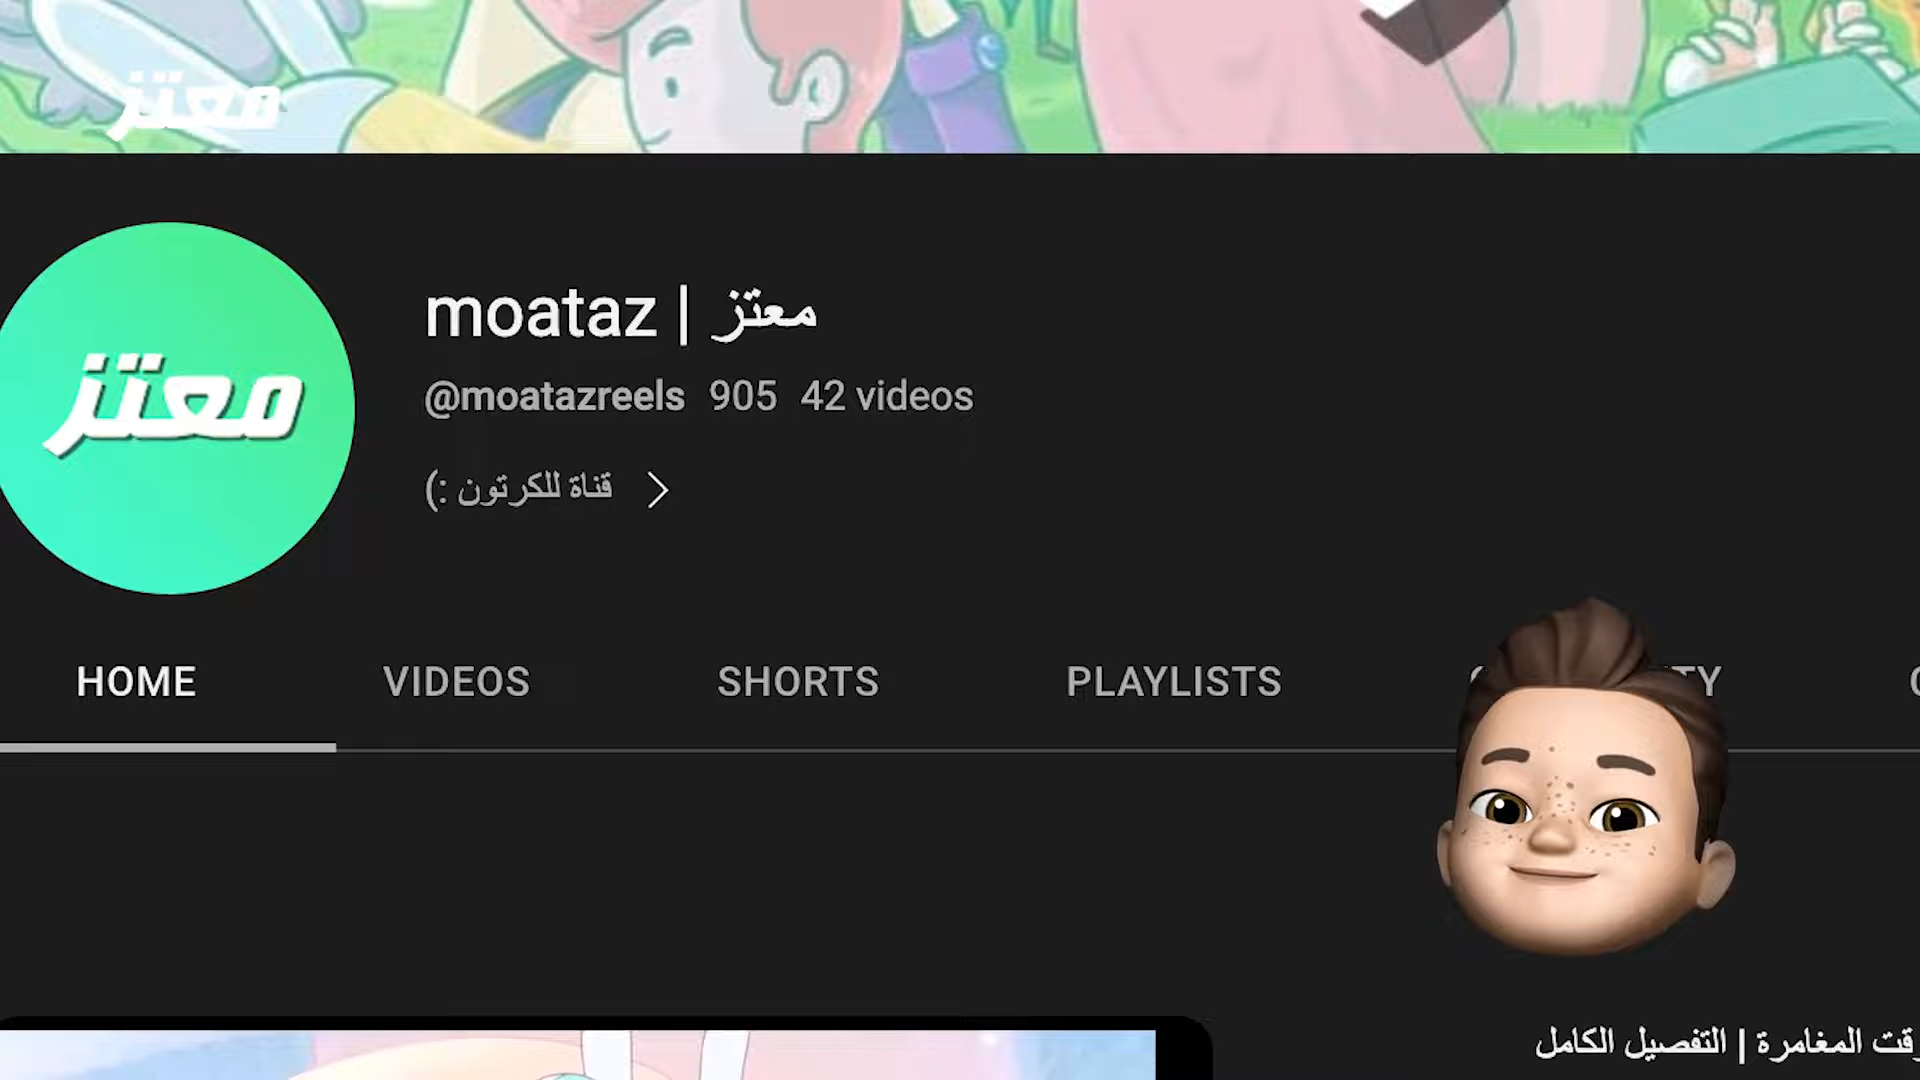 معتز
معتز
moataz | معتز
@moatazreels 905 42 videos
قناة للكرتون :)
HOME VIDEOS SHORTS PLAYLISTS
المغامرة | التفصيل الكامل